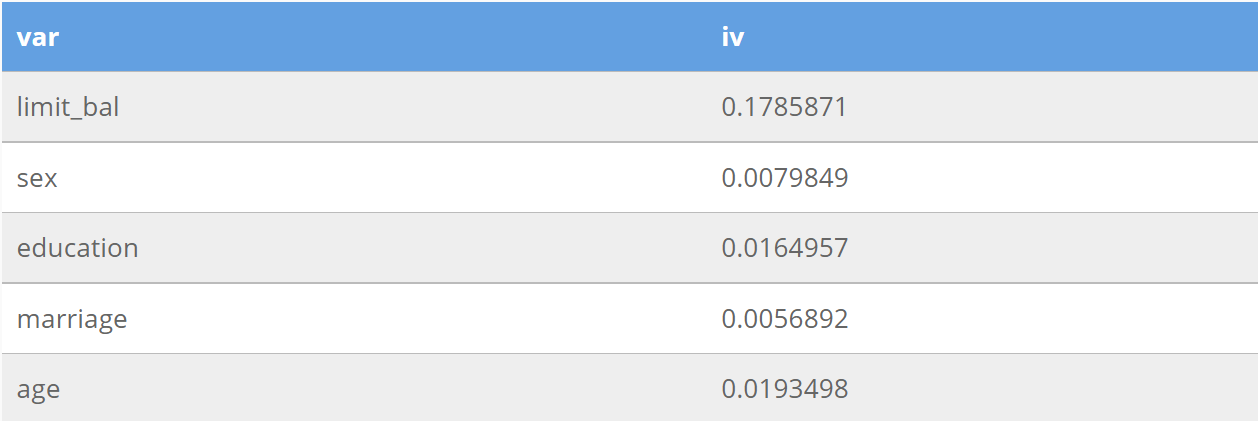 var iv
limit_bal 0.1785871
sex 0.0079849
education 0.0164957
marriage 0.0056892
age 0.0193498